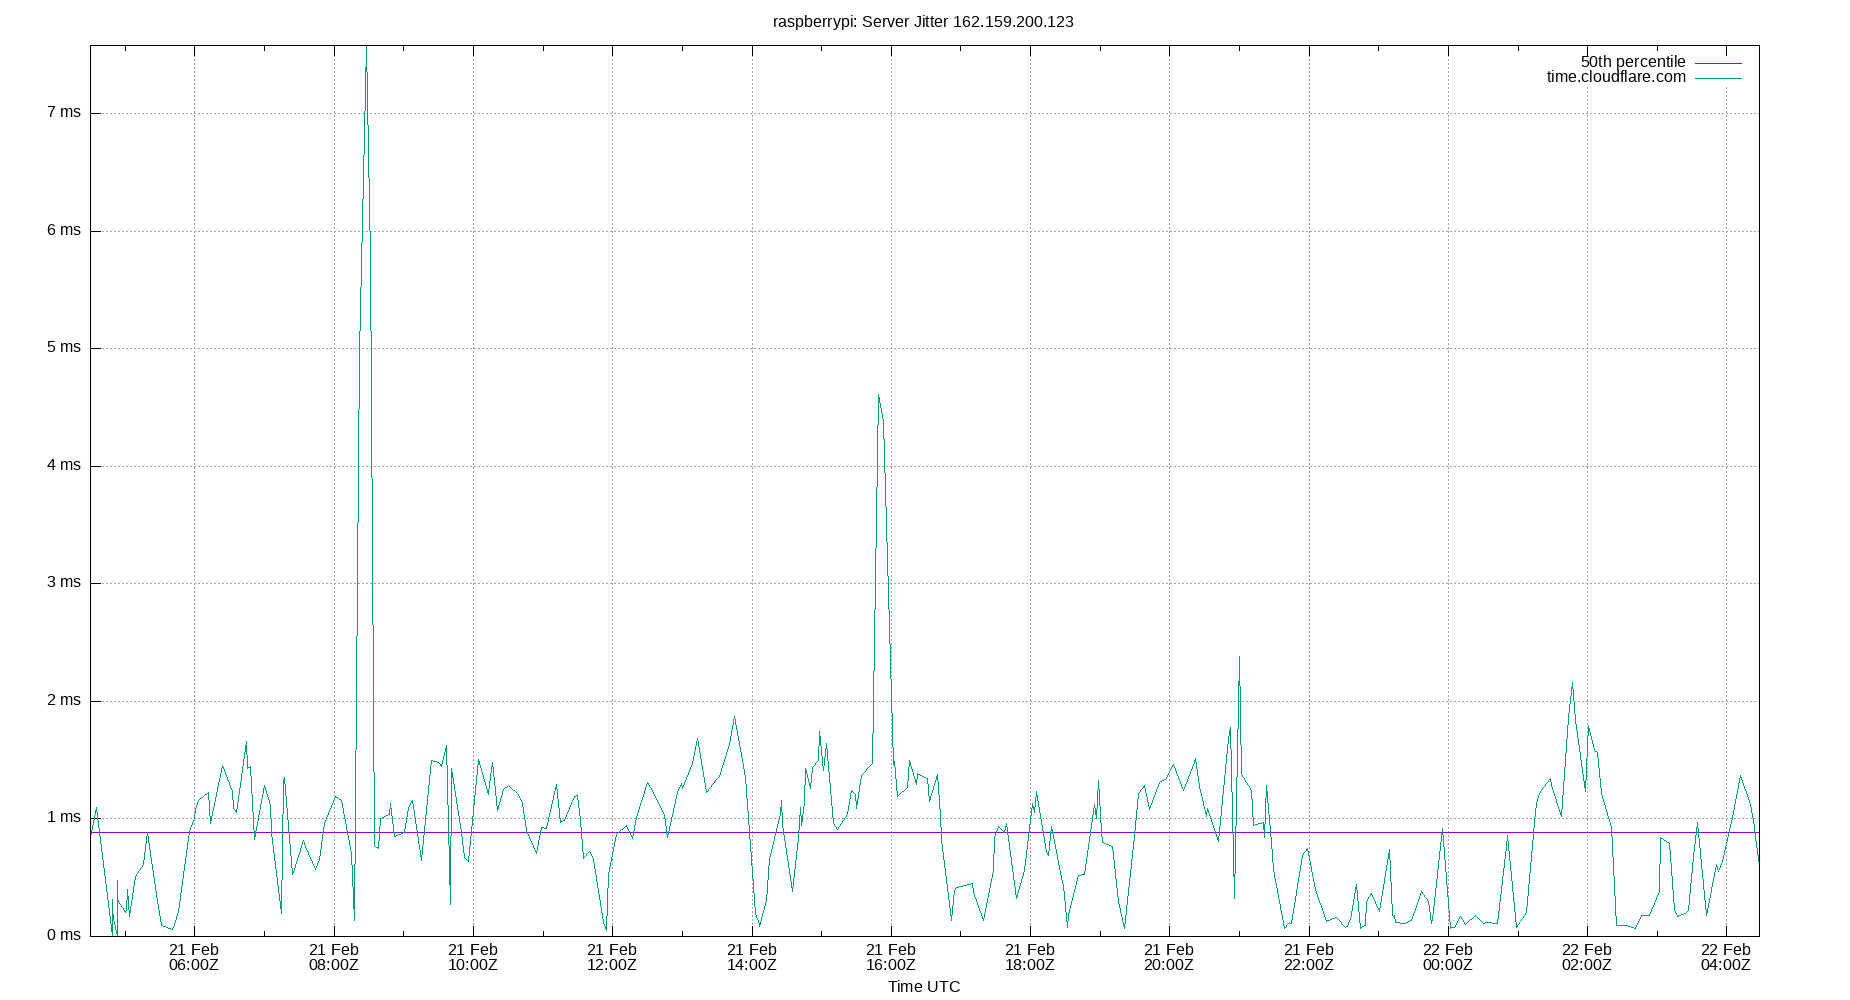 raspberrypi: Server Jitter 162.159.200.123
50th percentile
time.cloudflare.com
7 ms
6 ms
5 ms
4 ms
3 ms
2 ms
1 ms
0 ms
21 Feb 21 Feb 21 Feb 21 Feb 21 Feb 21 Feb 21 Feb 21 Feb 21 Feb 22 Feb 22 Feb 22 Feb
06:00Z 08:00Z 10:00Z 12:00Z 14:00Z 16:00Z 18:00Z 20:00Z 22:00Z 00:00Z 02:00Z 04:00Z
Time UTC